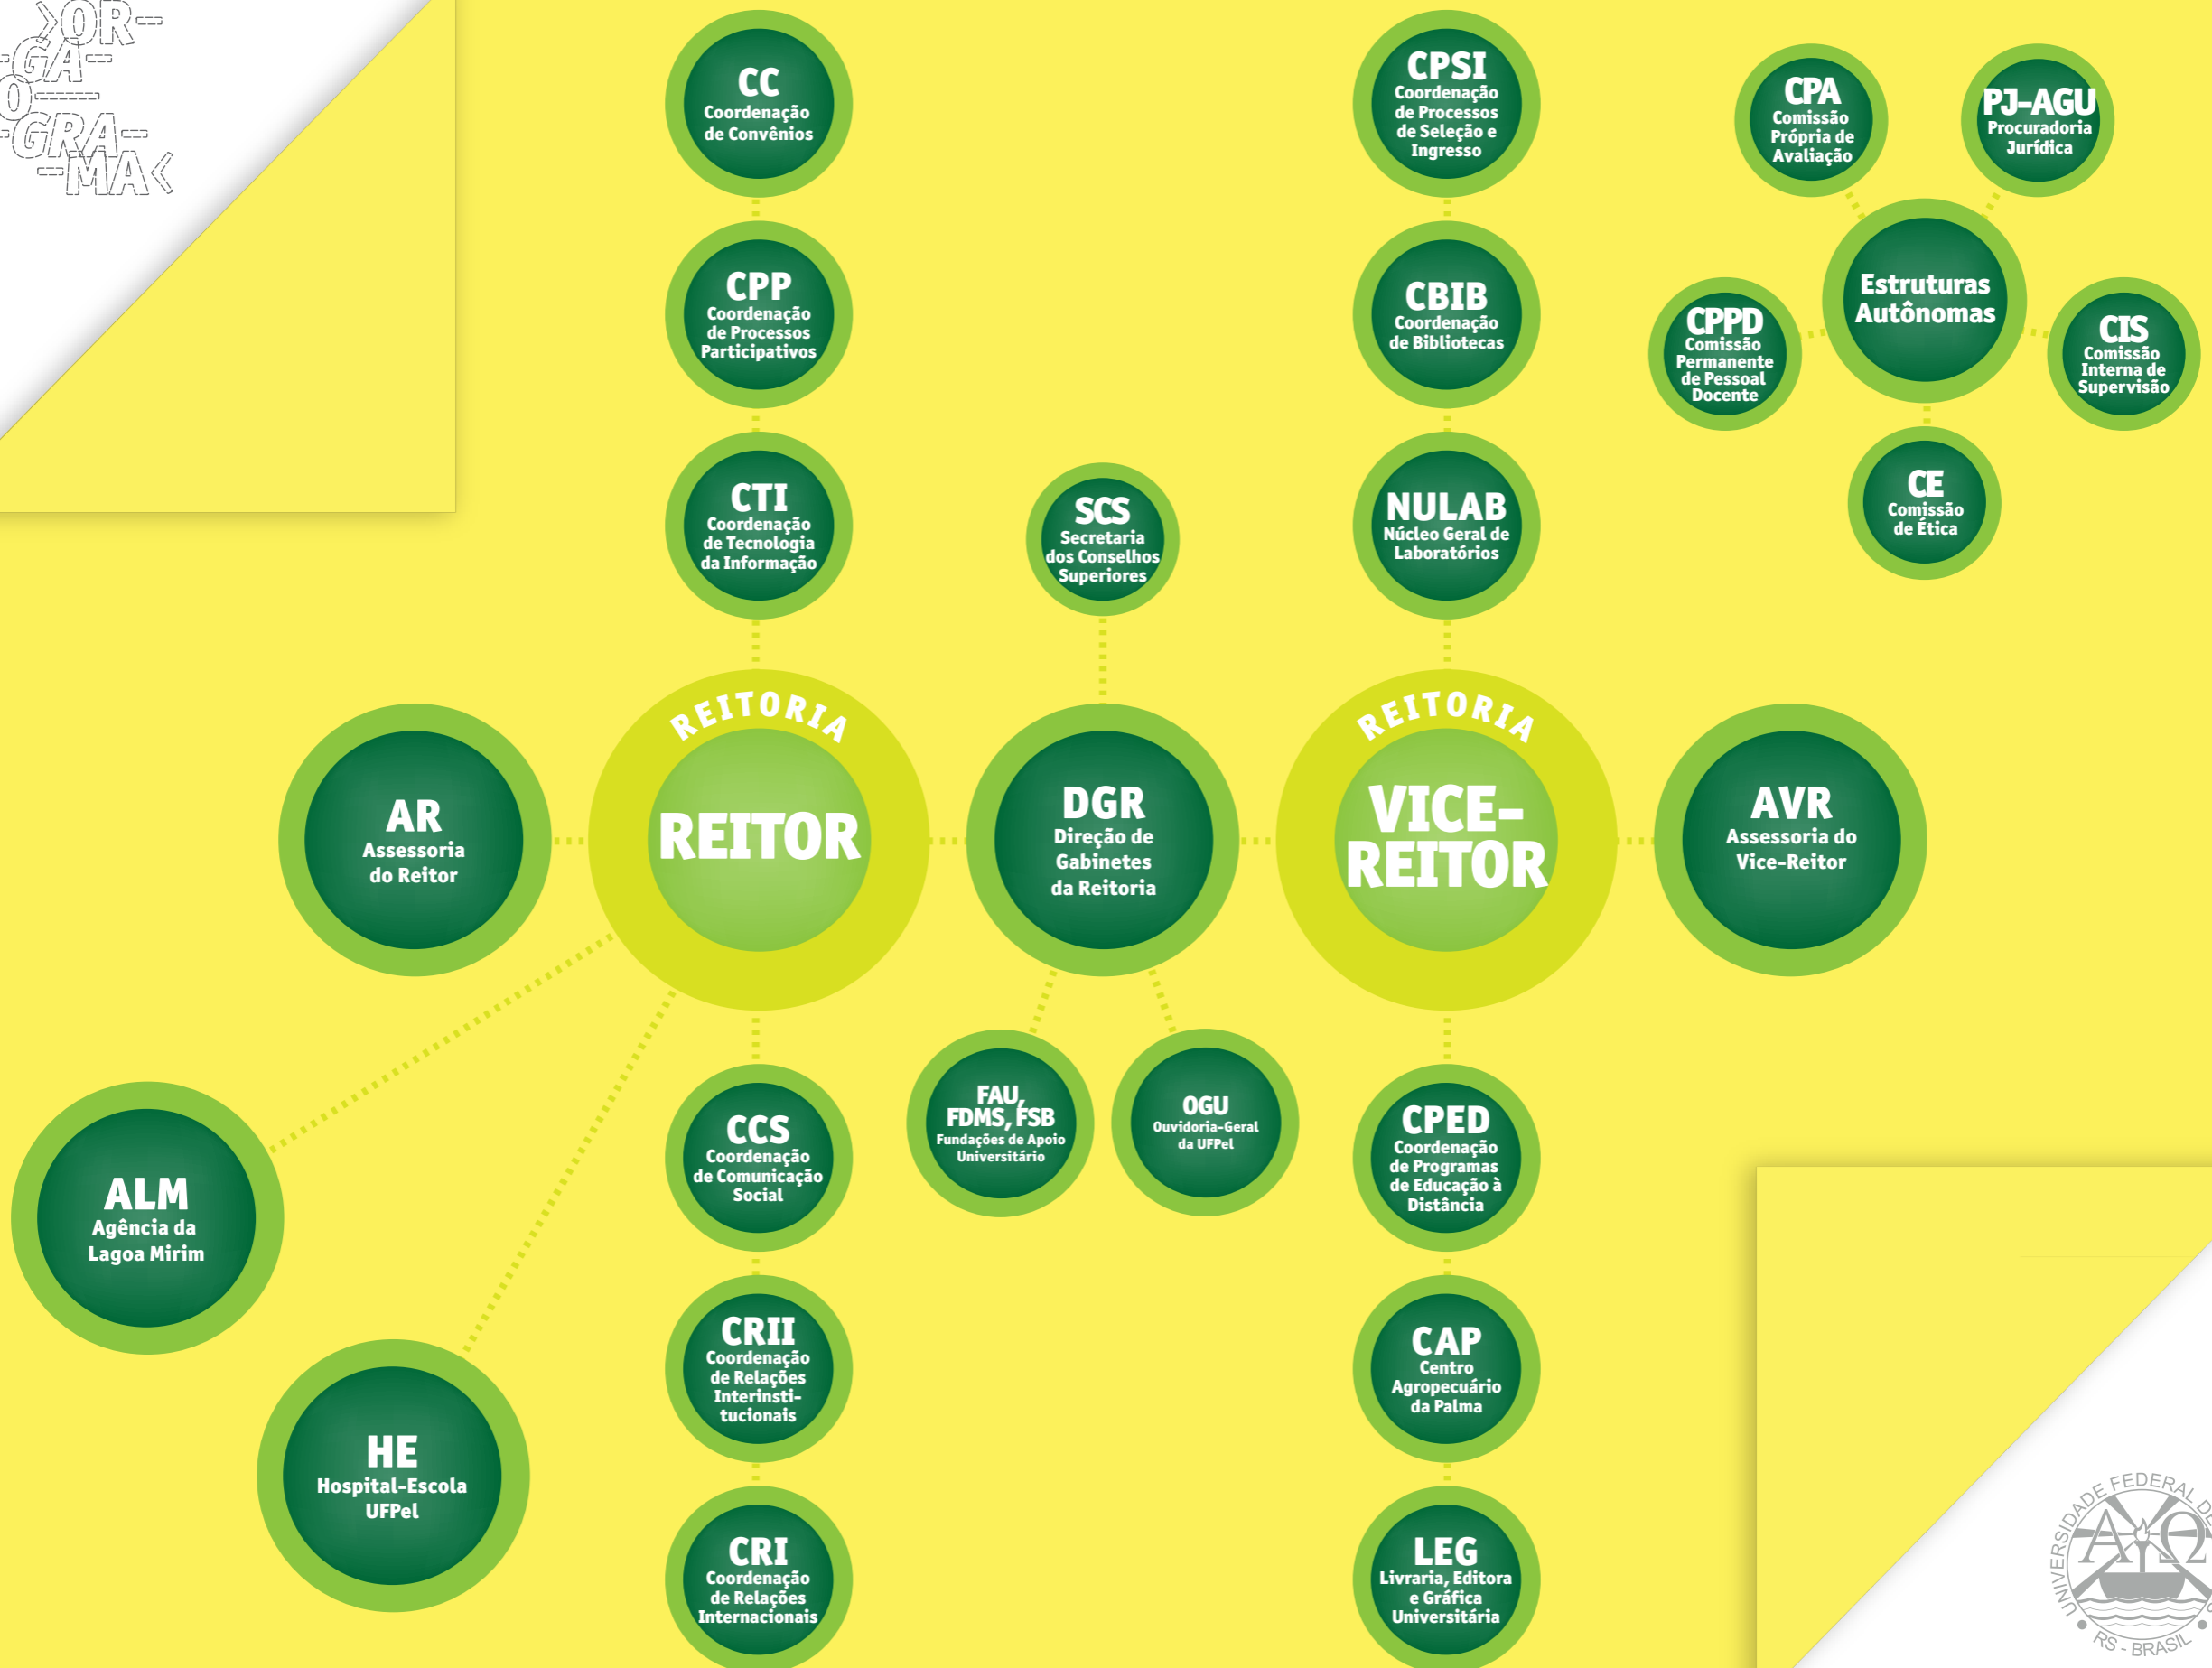 >OR-
-GA-
O------
-GRA-
-MA<
CC
Coordenação
de Convênios
CPP
Coordenação
de Processos
Participativos
CTI
Coordenação
de Tecnologia
da Informação
CPSI
Coordenação
de Processos
de Seleção e
Ingresso
CBIB
Coordenação
de Bibliotecas
NULAB
Núcleo Geral de
Laboratórios
CPA
Comissão
Própria de
Avaliação
PJ-AGU
Procuradoria
Jurídica
Estruturas
Autônomas
CPPD
Comissão
Permanente
de Pessoal
Docente
CIS
Comissão
Interna de
Supervisão
CE
Comissão
de Ética
SCS
Secretaria
dos Conselhos
Superiores
AR
Assessoria
do Reitor
REITORIA
REITOR
DGR
Direção de
Gabinetes
da Reitoria
REITORIA
VICE-
REITOR
AVR
Assessoria do
Vice-Reitor
ALM
Agência da
Lagoa Mirim
HE
Hospital-Escola
UFPel
CCS
Coordenação
de Comunicação
Social
CRII
Coordenação
de Relações
Interinsti-
tucionais
CRI
Coordenação
de Relações
Internacionais
FAU,
FDMS, FSB
Fundações de Apoio
Universitário
OGU
Ouvidoria-Geral
da UFPel
CPED
Coordenação
de Programas
de Educação à
Distância
CAP
Centro
Agropecuário
da Palma
LEG
Livraria, Editora
e Gráfica
Universitária
UNIVERSIDADE FEDERAL DE
Α Ω
RS - BRASIL